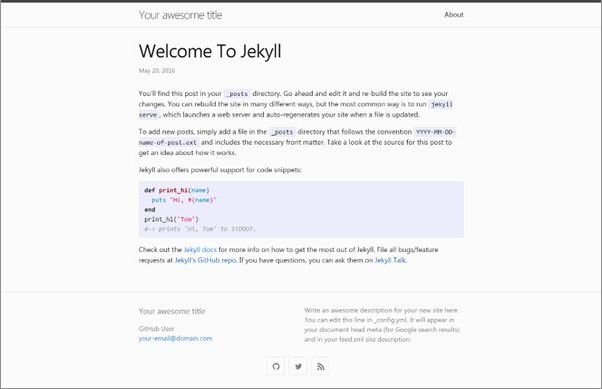 Your awesome title
About
Welcome To Jekyll
May 20, 2016
You'll find this post in your _posts directory. Go ahead and edit it and re-build the site to see your
changes. You can rebuild the site in many different ways, but the most common way is to run jekyll
serve, which launches a web server and auto-regenerates your site when a file is updated.
To add new posts, simply add a file in the _posts directory that follows the convention YYYY-MM-DD-
name-of-post.ext and includes the necessary front matter. Take a look at the source for this post to
get an idea about how it works.
Jekyll also offers powerful support for code snippets:
def print_hi(name)
puts "Hi, #{name}"
end
print_hi('Tom')
#=> prints 'Hi, Tom' to STDOUT.
Check out the Jekyll docs for more info on how to get the most out of Jekyll. File all bugs/feature
requests at Jekyll's GitHub repo. If you have questions, you can ask them on Jekyll Talk.
Your awesome title
GitHub User
your-email@domain.com
Write an awesome description for your new site here.
You can edit this line in _config.yml. It will appear in
your document head meta (for Google search results)
and in your feed.xml site description.